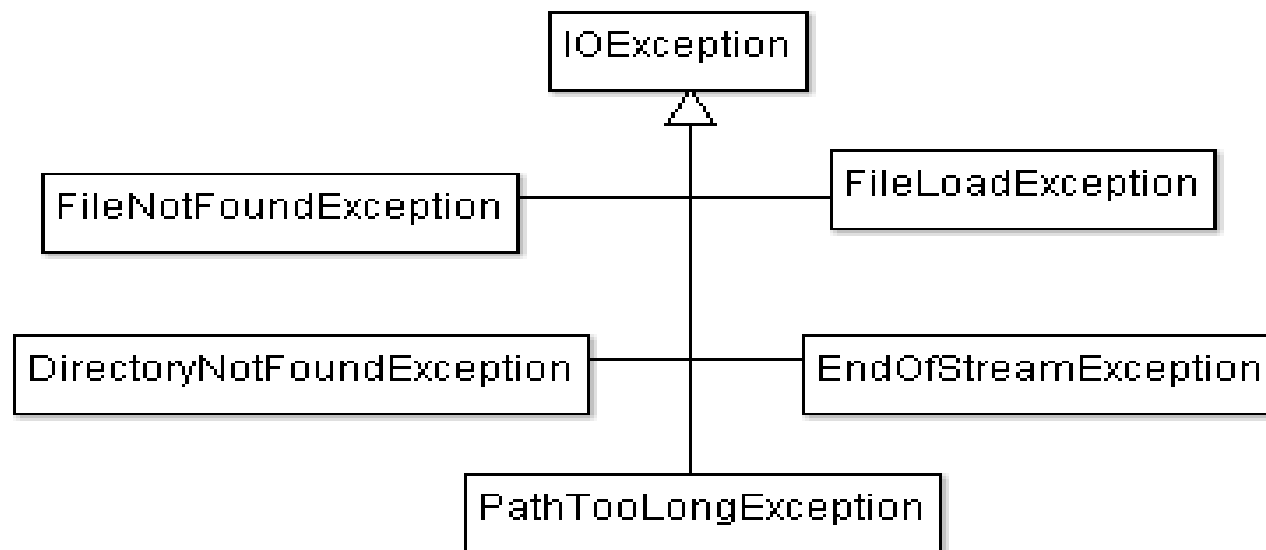 IOException
FileNotFoundException
FileLoadException
DirectoryNotFoundException
EndOfStreamException
PathTooLongException